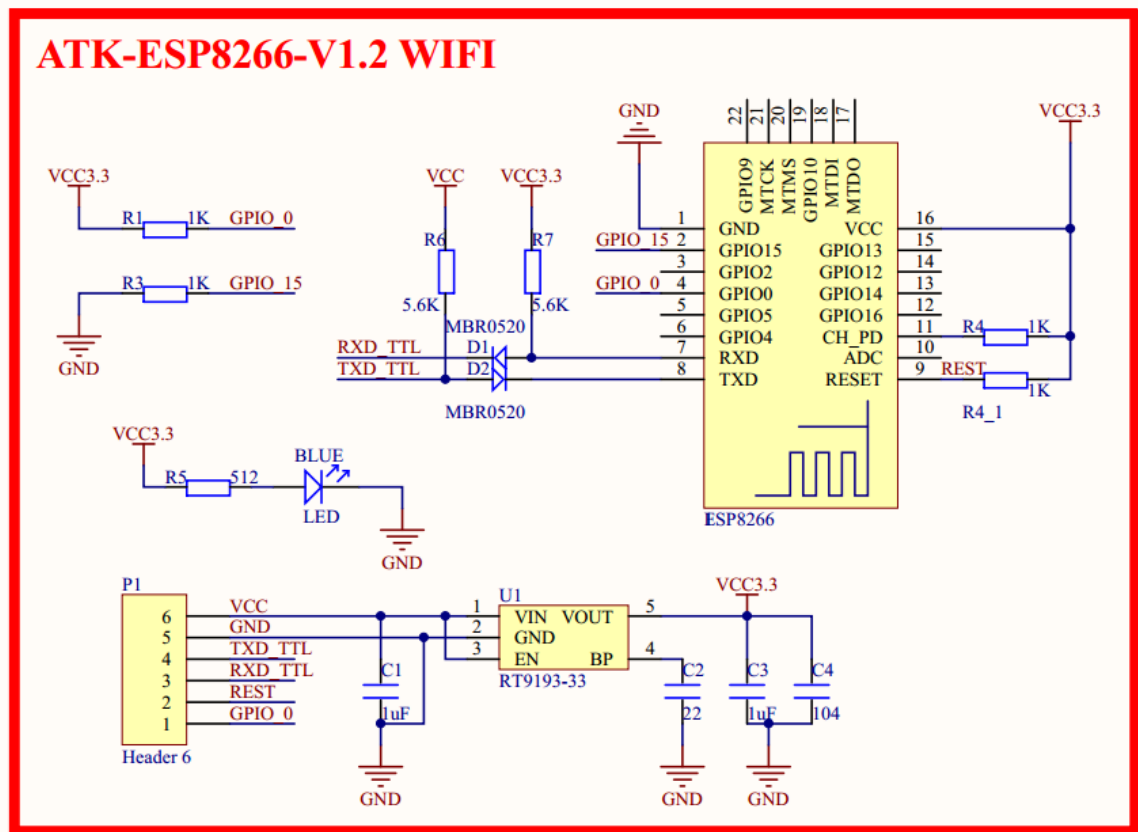 ATK-ESP8266-V1.2 WIFI
VCC3.3
R1 1K GPIO_0
R3 1K GPIO_15
GND
VCC VCC3.3
R6 R7
5.6K 5.6K
MBR0520
RXD_TTL D1
TXD_TTL D2
MBR0520
GND
22 21 20 19 18 17
GPIO9 MTCK MTMS GPIO10 MTDI MTDO
VCC3.3
1 GND VCC 16
GPIO_15 2 GPIO15 GPIO13 15
3 GPIO2 GPIO12 14
GPIO_0 4 GPIO0 GPIO14 13
5 GPIO5 GPIO16 12
6 GPIO4 CH_PD 11 R4 1K
7 RXD ADC 10
8 TXD RESET 9 REST 1K
R4_1
ESP8266
VCC3.3
R5 512 BLUE
LED
GND
P1
6 VCC
5 GND
4 TXD_TTL
3 RXD_TTL
2 REST
1 GPIO_0
Header 6
U1
1 VIN VOUT 5
2 GND
3 EN BP 4
RT9193-33
VCC3.3
C1 C2 C3 C4
1uF 22 1uF 104
GND GND GND